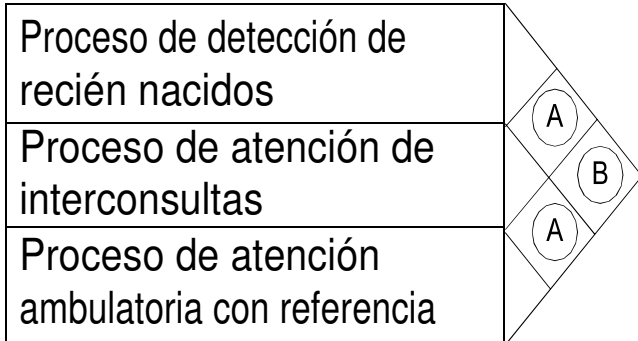 Proceso de detección de
recién nacidos
A
Proceso de atención de
interconsultas
B
A
Proceso de atención
ambulatoria con referencia